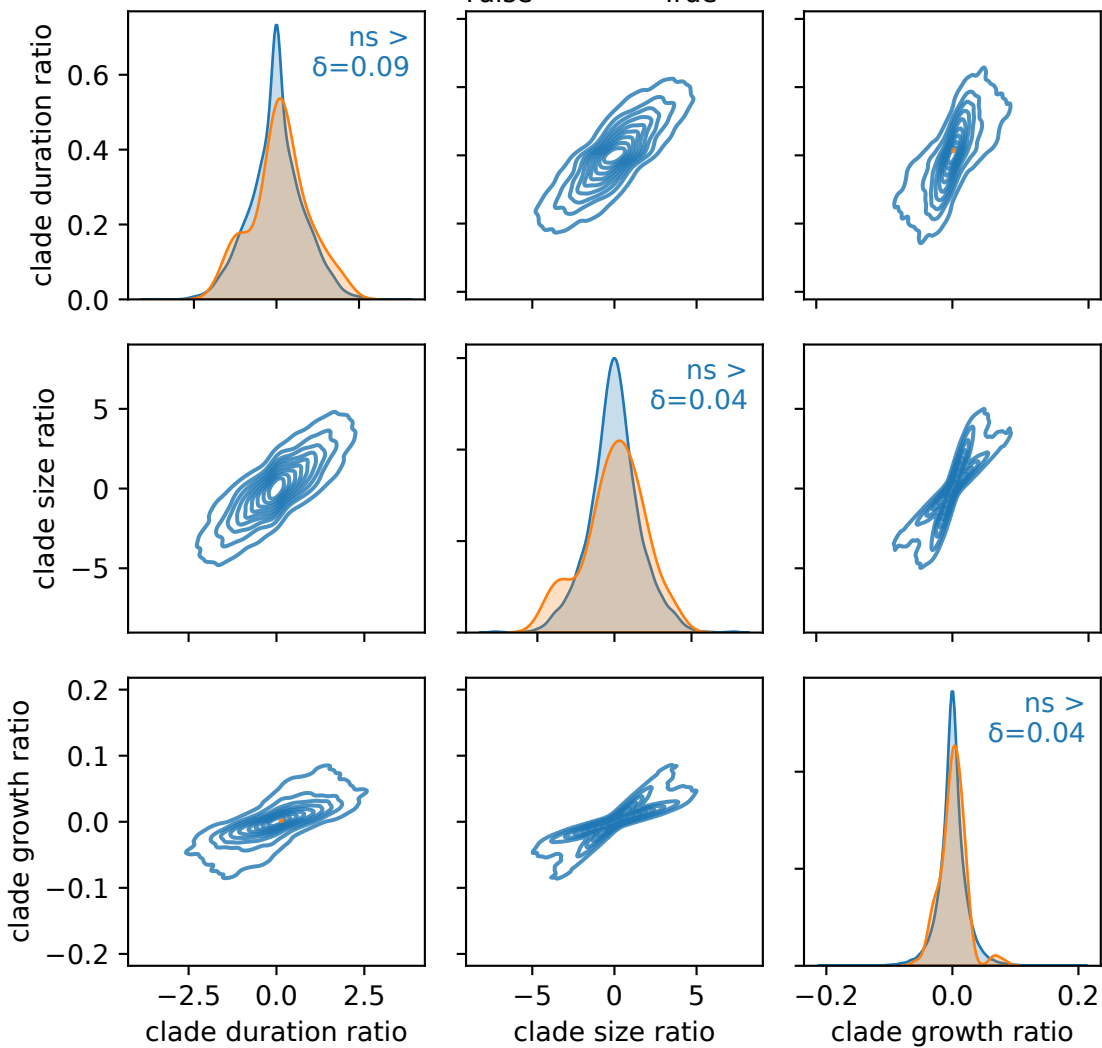 True
clade duration ratio
0.6
0.4
0.2
0.0
ns >
δ=0.09
clade size ratio
5
0
−5
ns >
δ=0.04
clade growth ratio
0.2
0.1
0.0
−0.1
−0.2
ns >
δ=0.04
−2.5 0.0 2.5
−5 0 5
−0.2 0.0 0.2
clade duration ratio
clade size ratio
clade growth ratio